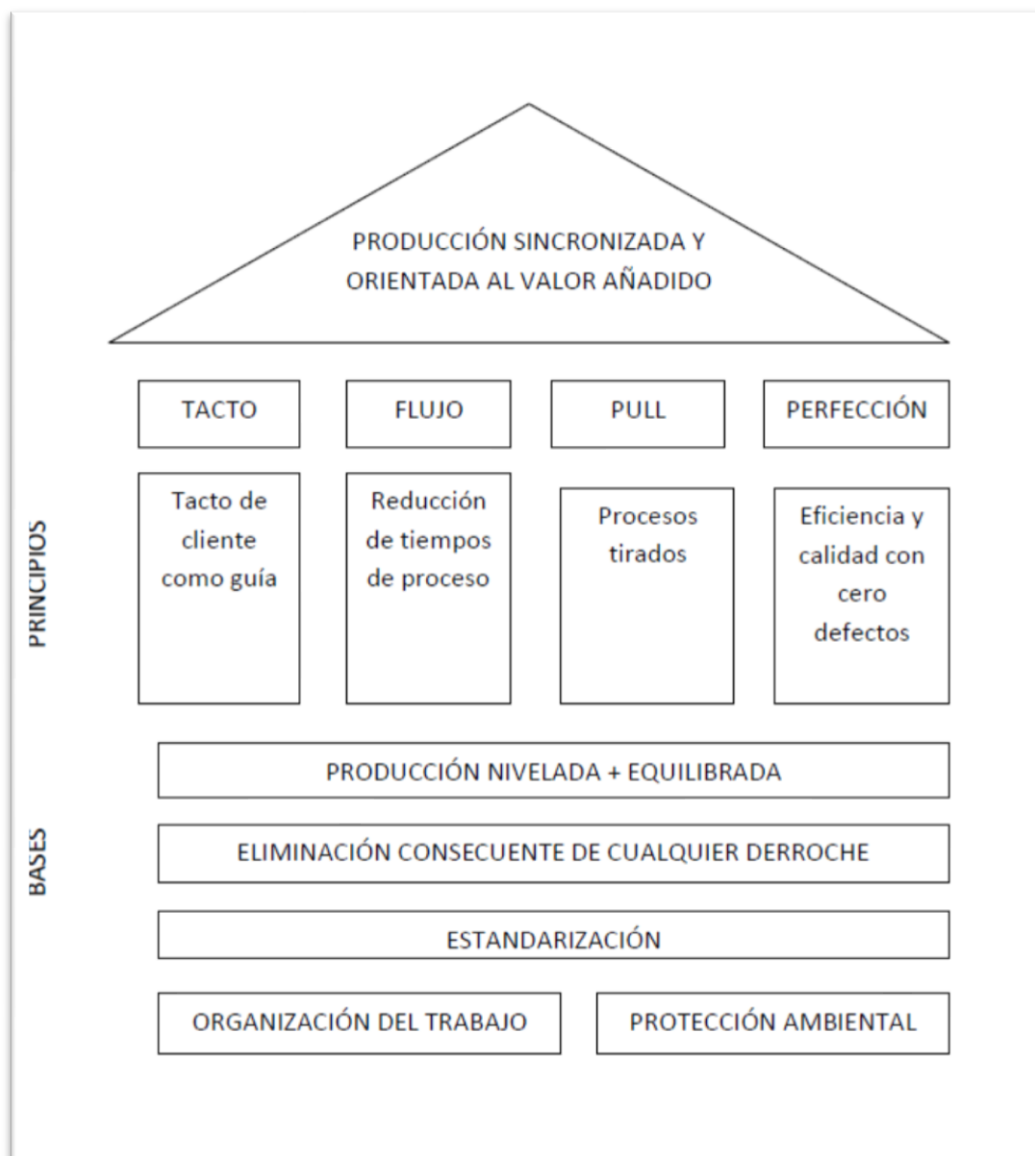 PRODUCCIÓN SINCRONIZADA Y
ORIENTADA AL VALOR AÑADIDO
TACTO
FLUJO
PULL
PERFECCIÓN
PRINCIPIOS
Tacto de
cliente
como guía
Reducción
de tiempos
de proceso
Procesos
tirados
Eficiencia y
calidad con
cero
defectos
BASES
PRODUCCIÓN NIVELADA + EQUILIBRADA
ELIMINACIÓN CONSECUENTE DE CUALQUIER DERROCHE
ESTANDARIZACIÓN
ORGANIZACIÓN DEL TRABAJO
PROTECCIÓN AMBIENTAL